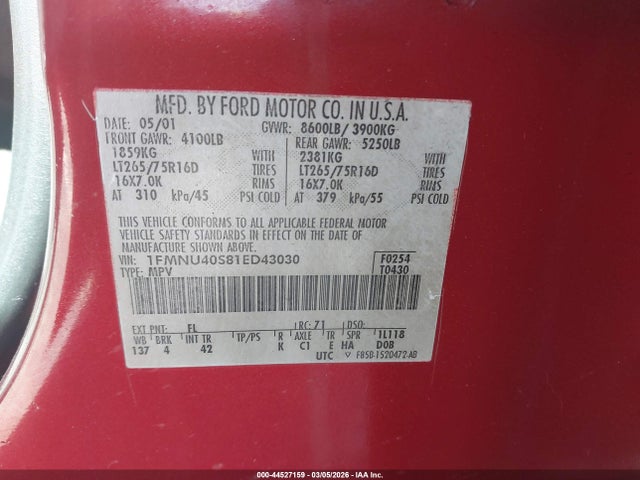 MFD. BY FORD MOTOR CO. IN U.S.A.
DATE: 05/01 GVWR: 8600LB/ 3900KG
FRONT GAWR: 4100LB REAR GAWR: 5250LB
1859KG WITH 2381KG WITH
LT265/75R16D TIRES LT265/75R16D TIRES
16X7.0K RIMS 16X7.0K RIMS
AT 310 kPa/45 PSI COLD AT 379 kPa/55 PSI COLD
THIS VEHICLE CONFORMS TO ALL APPLICABLE FEDERAL MOTOR
VEHICLE SAFETY STANDARDS IN EFFECT ON THE DATE OF
MANUFACTURE SHOWN ABOVE.
VIN: 1FMNU40S81ED43030 F0254
TYPE: MPV T0430
EXT PNT: FL RC: 71 DSO:
WB BRK INT TR TP/PS R AXLE TR SPR 1L118
137 4 42 K C1 E HA D0B
UTC F85B-1520472-AB
000-44527159 - 03/05/2026 - IAA Inc.